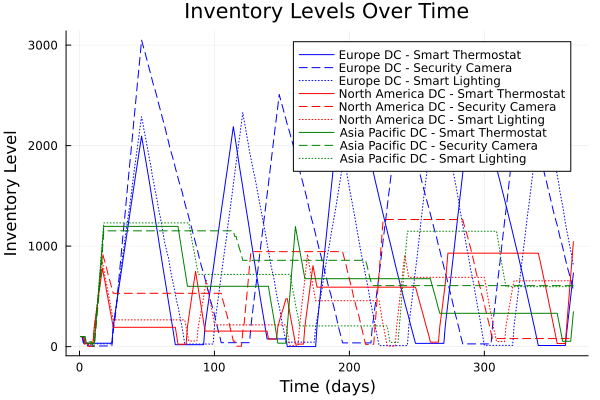 Inventory Levels Over Time
Inventory Level
3000
2000
1000
0
Europe DC - Smart Thermostat
Europe DC - Security Camera
Europe DC - Smart Lighting
North America DC - Smart Thermostat
North America DC - Security Camera
North America DC - Smart Lighting
Asia Pacific DC - Smart Thermostat
Asia Pacific DC - Security Camera
Asia Pacific DC - Smart Lighting
0
100
200
300
Time (days)